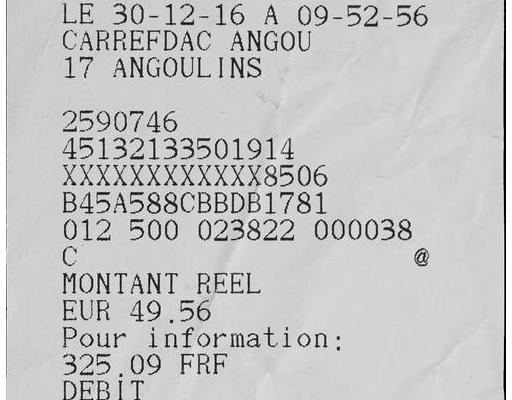 LE 30-12-16 A 09-52-56
CARREFDAC ANGOU
17 ANGOULINS
2590746
45132133501914
XXXXXXXXXXXX8506
B45A588CBBDB1781
012 500 023822 000038
C @
MONTANT REEL
EUR 49.56
Pour information:
325.09 FRF
DEBIT